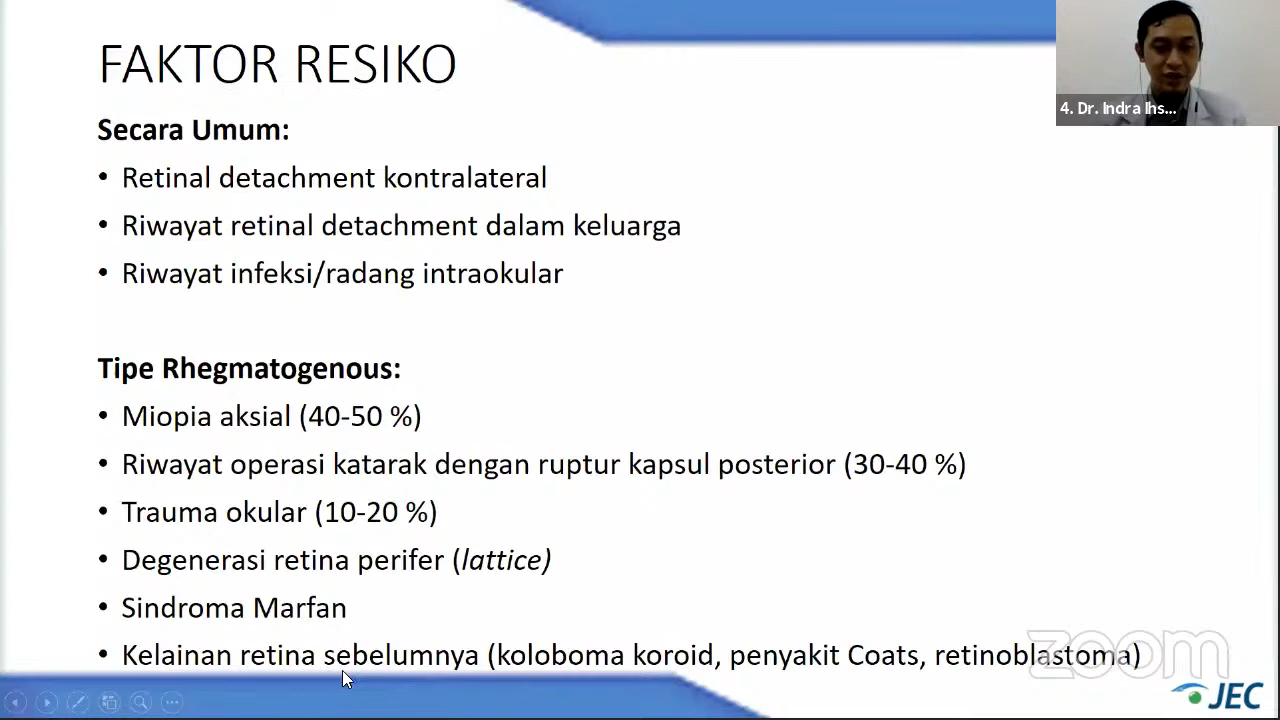 FAKTOR RESIKO
4. Dr. Indra Ihs...
Secara Umum:
• Retinal detachment kontralateral
• Riwayat retinal detachment dalam keluarga
• Riwayat infeksi/radang intraokular
Tipe Rhegmatogenous:
• Miopia aksial (40-50 %)
• Riwayat operasi katarak dengan ruptur kapsul posterior (30-40 %)
• Trauma okular (10-20 %)
• Degenerasi retina perifer (lattice)
• Sindroma Marfan
• Kelainan retina sebelumnya (koloboma koroid, penyakit Coats, retinoblastoma)
zoom
JEC